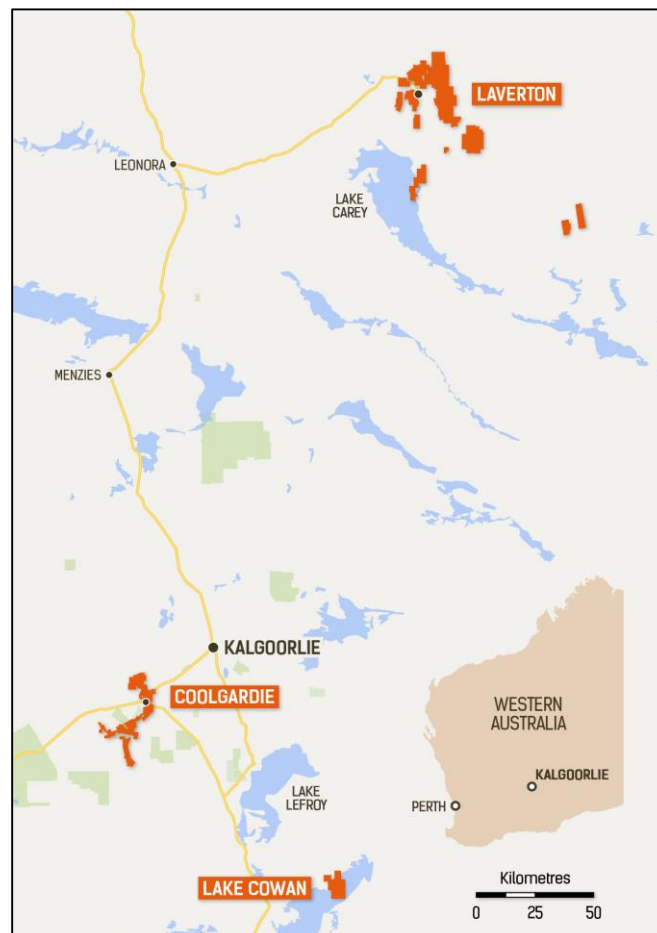 LAVERTON
LEONORA
LAKE
CAREY
MENZIES
KALGOORLIE
COOLGARDIE
WESTERN
AUSTRALIA
KALGOORLIE
PERTH
LAKE
LEFROY
LAKE COWAN
Kilometres
0 25 50